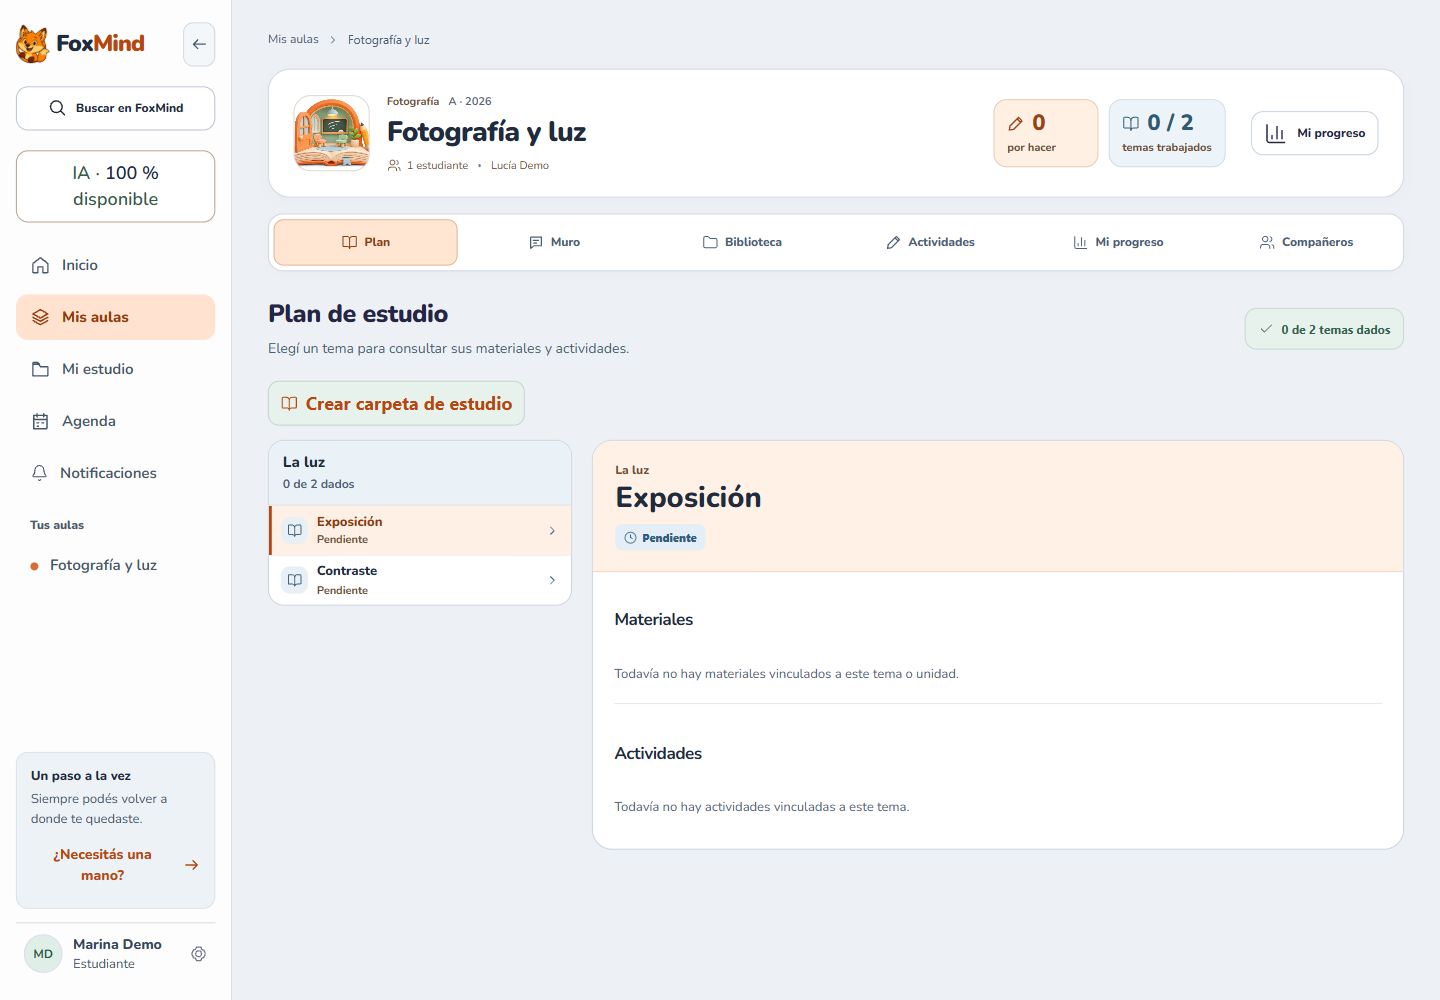 FoxMind
Buscar en FoxMind
IA · 100 %
disponible
Inicio
Mis aulas
Mi estudio
Agenda
Notificaciones
Tus aulas
Fotografía y luz
Un paso a la vez
Siempre podés volver a
donde te quedaste.
¿Necesitás una
mano?
MD
Marina Demo
Estudiante
Mis aulas > Fotografía y luz
Fotografía A · 2026
Fotografía y luz
1 estudiante • Lucía Demo
0
por hacer
0 / 2
temas trabajados
Mi progreso
Plan
Muro
Biblioteca
Actividades
Mi progreso
Compañeros
Plan de estudio
Elegí un tema para consultar sus materiales y actividades.
0 de 2 temas dados
Crear carpeta de estudio
La luz
0 de 2 dados
Exposición
Pendiente
Contraste
Pendiente
La luz
Exposición
Pendiente
Materiales
Todavía no hay materiales vinculados a este tema o unidad.
Actividades
Todavía no hay actividades vinculadas a este tema.